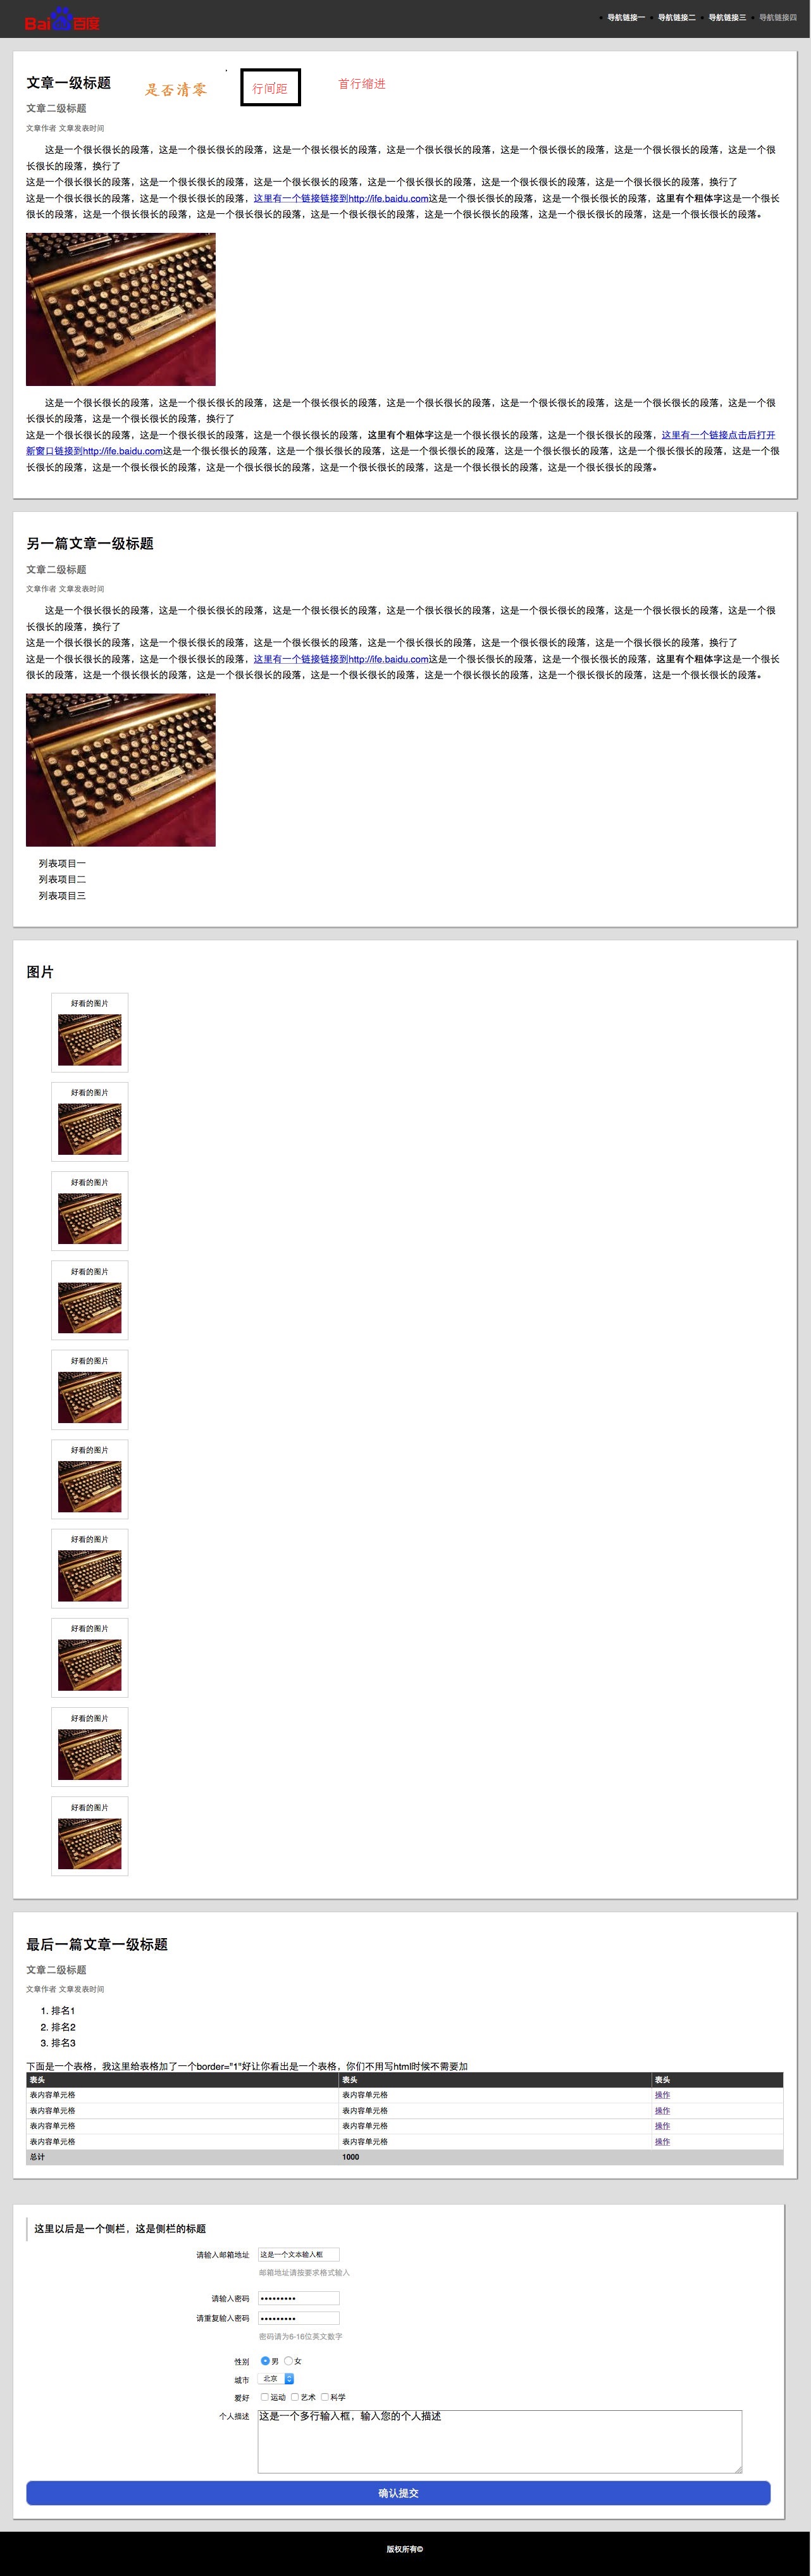 Bai 百度
导航链接一 导航链接二 导航链接三 导航链接四
文章一级标题 是否清零 行间距 首行缩进
文章二级标题
文章作者 文章发表时间
这是一个很长很长的段落，这是一个很长很长的段落，这是一个很长很长的段落，这是一个很长很长的段落，这是一个很长很长的段落，这是一个很长很长的段落，这是一个很
长很长的段落，换行了
这是一个很长很长的段落，这是一个很长很长的段落，这是一个很长很长的段落，这是一个很长很长的段落，这是一个很长很长的段落，这是一个很长很长的段落，换行了
这是一个很长很长的段落，这是一个很长很长的段落，这里有一个链接链接到http://ife.baidu.com这是一个很长很长的段落，这是一个很长很长的段落，这里有个粗体字这是一个很长
很长的段落，这是一个很长很长的段落，这是一个很长很长的段落，这是一个很长很长的段落，这是一个很长很长的段落，这是一个很长很长的段落，这是一个很长很长的段落。
这是一个很长很长的段落，这是一个很长很长的段落，这是一个很长很长的段落，这是一个很长很长的段落，这是一个很长很长的段落，这是一个很长很长的段落，这是一个很
长很长的段落，这是一个很长很长的段落，换行了
这是一个很长很长的段落，这是一个很长很长的段落，这是一个很长很长的段落，这里有个粗体字这是一个很长很长的段落，这是一个很长很长的段落，这里有一个链接点击后打开
新窗口链接到http://ife.baidu.com这是一个很长很长的段落，这是一个很长很长的段落，这是一个很长很长的段落，这是一个很长很长的段落，这是一个很长很长的段落，这是一个很
长很长的段落，这是一个很长很长的段落，这是一个很长很长的段落，这是一个很长很长的段落，这是一个很长很长的段落，这是一个很长很长的段落。
另一篇文章一级标题
文章二级标题
文章作者 文章发表时间
这是一个很长很长的段落，这是一个很长很长的段落，这是一个很长很长的段落，这是一个很长很长的段落，这是一个很长很长的段落，这是一个很长很长的段落，这是一个很
长很长的段落，换行了
这是一个很长很长的段落，这是一个很长很长的段落，这是一个很长很长的段落，这是一个很长很长的段落，这是一个很长很长的段落，这是一个很长很长的段落，换行了
这是一个很长很长的段落，这是一个很长很长的段落，这里有一个链接链接到http://ife.baidu.com这是一个很长很长的段落，这是一个很长很长的段落，这里有个粗体字这是一个很长
很长的段落，这是一个很长很长的段落，这是一个很长很长的段落，这是一个很长很长的段落，这是一个很长很长的段落，这是一个很长很长的段落，这是一个很长很长的段落。
列表项目一
列表项目二
列表项目三
图片
好看的图片
好看的图片
好看的图片
好看的图片
好看的图片
好看的图片
好看的图片
好看的图片
好看的图片
好看的图片
最后一篇文章一级标题
文章二级标题
文章作者 文章发表时间
1. 排名1
2. 排名2
3. 排名3
下面是一个表格，我这里给表格加了一个border="1"好让你看出是一个表格，你们不用写html时候不需要加
表头 表头 表头
表内容单元格 表内容单元格 操作
表内容单元格 表内容单元格 操作
表内容单元格 表内容单元格 操作
表内容单元格 表内容单元格 操作
总计 1000
这里以后是一个侧栏，这是侧栏的标题
请输入邮箱地址 这是一个文本输入框
邮箱地址请按要求格式输入
请输入密码 •••••••••
请重复输入密码 •••••••••
密码请为6-16位英文数字
性别 男 女
城市 北京
爱好 运动 艺术 科学
个人描述 这是一个多行输入框，输入您的个人描述
确认提交
版权所有©